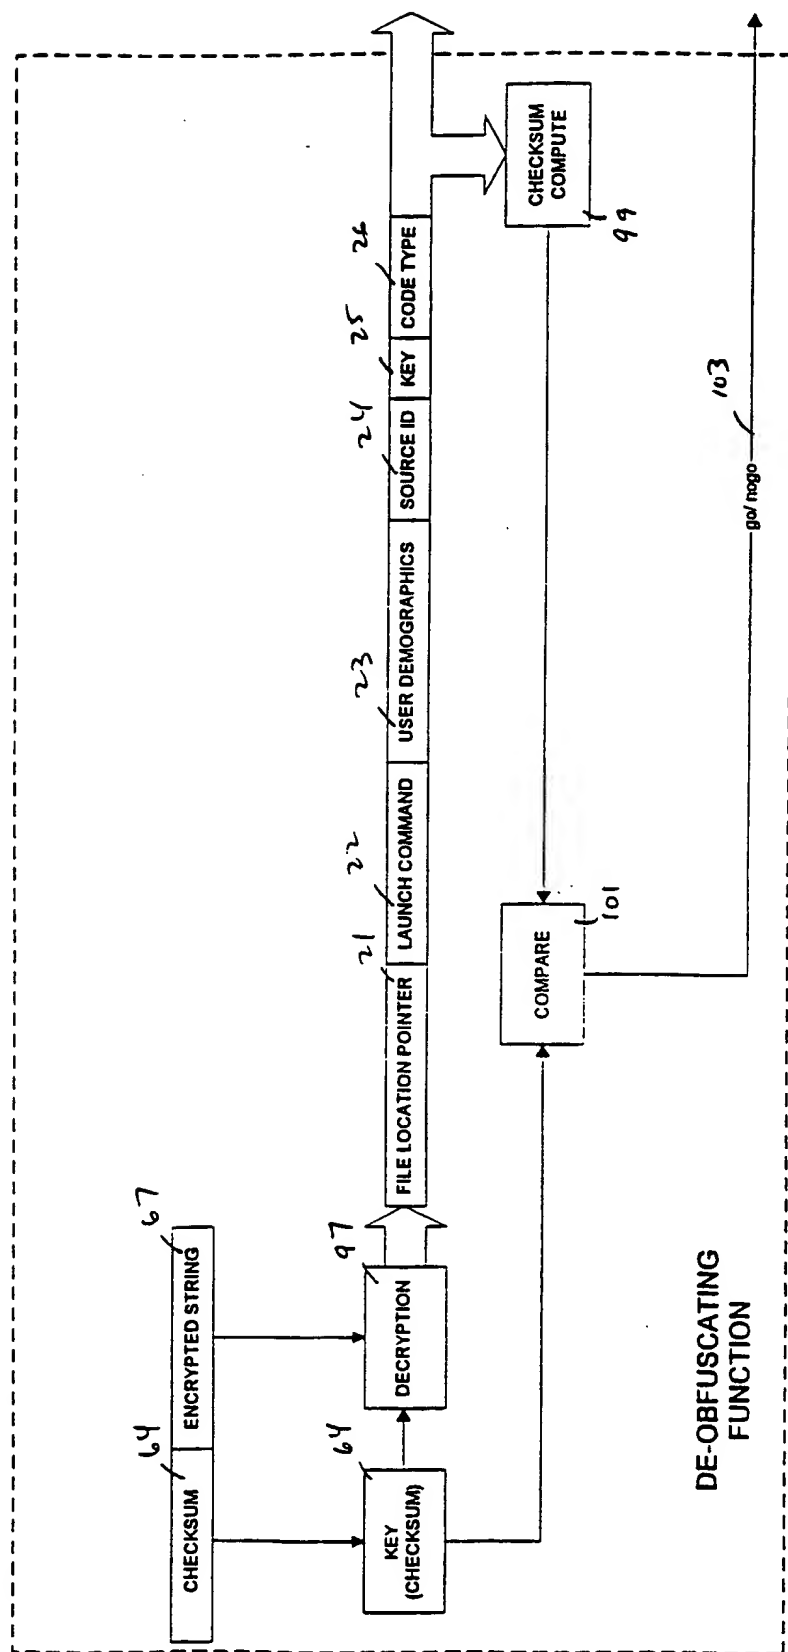 64
67
CHECKSUM
ENCRYPTED STRING
64
97
21
22
23
24
25
26
KEY
(CHECKSUM)
DECRYPTION
FILE LOCATION POINTER
LAUNCH COMMAND
USER DEMOGRAPHICS
SOURCE ID
KEY
CODE TYPE
COMPARE
101
CHECKSUM
COMPUTE
99
DE-OBFUSCATING
FUNCTION
go/ nogo
103